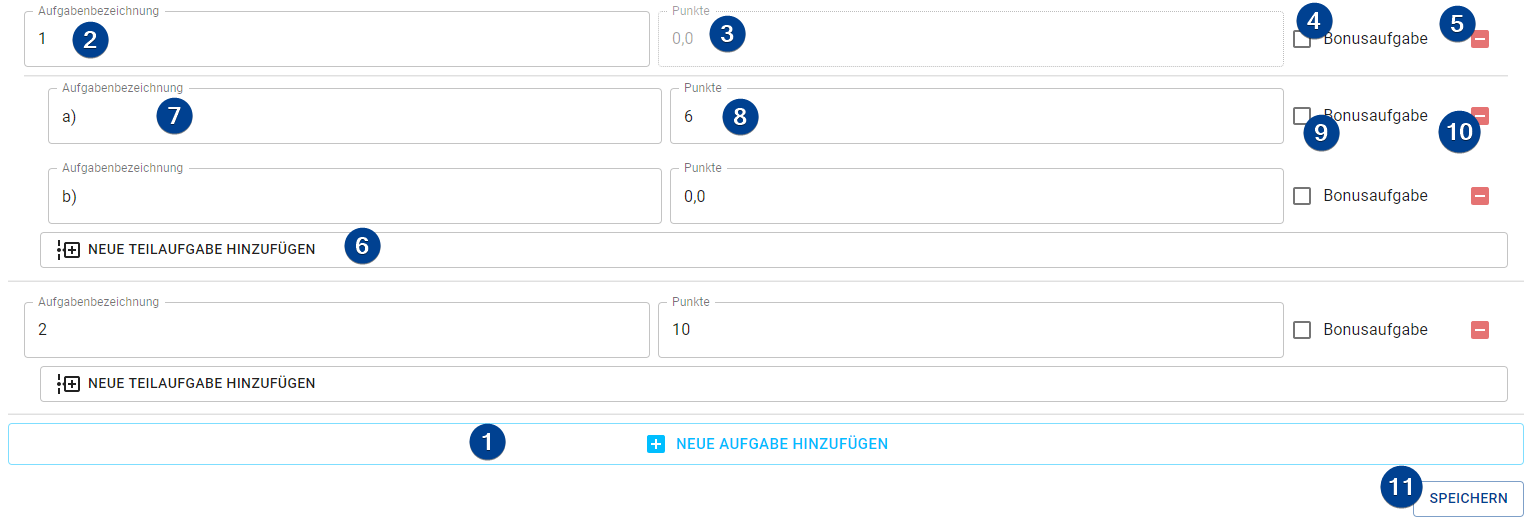 Aufgabenbezeichnung Punkte
1 2 0,0 3 4 Bonusaufgabe 5
Aufgabenbezeichnung Punkte
a) 7 6 8 9 Bonusaufgabe 10
Aufgabenbezeichnung Punkte
b) 0,0 Bonusaufgabe
NEUE TEILAUFGABE HINZUFÜGEN 6
Aufgabenbezeichnung Punkte
2 10 Bonusaufgabe
NEUE TEILAUFGABE HINZUFÜGEN
1 NEUE AUFGABE HINZUFÜGEN
11 SPEICHERN